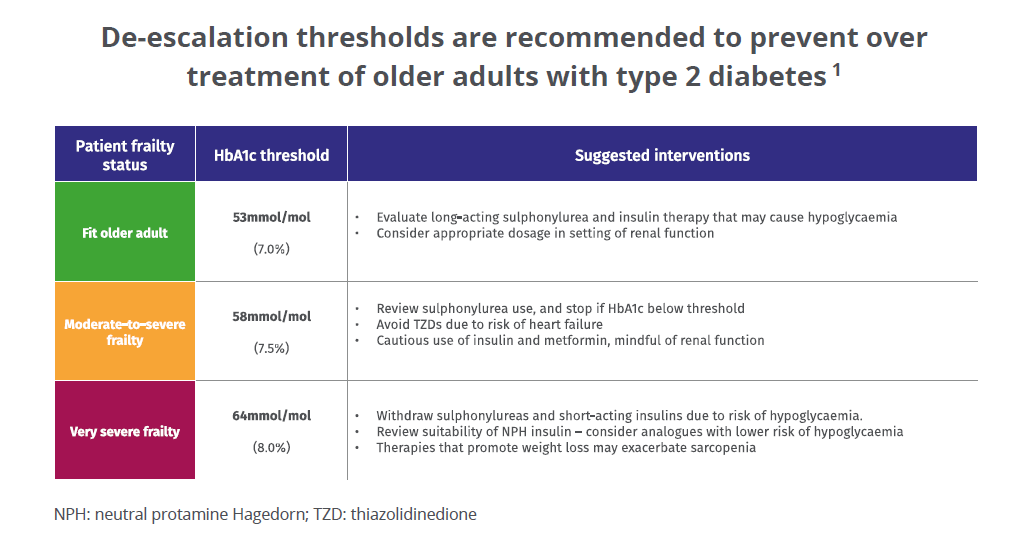 De-escalation thresholds are recommended to prevent over
treatment of older adults with type 2 diabetes 1
Patient frailty
status
HbA1c threshold
Suggested interventions
Fit older adult
53mmol/mol
(7.0%)
• Evaluate long-acting sulphonylurea and insulin therapy that may cause hypoglycaemia
• Consider appropriate dosage in setting of renal function
Moderate-to-severe
frailty
58mmol/mol
(7.5%)
• Review sulphonylurea use, and stop if HbA1c below threshold
• Avoid TZDs due to risk of heart failure
• Cautious use of insulin and metformin, mindful of renal function
Very severe frailty
64mmol/mol
(8.0%)
• Withdraw sulphonylureas and short-acting insulins due to risk of hypoglycaemia.
• Review suitability of NPH insulin – consider analogues with lower risk of hypoglycaemia
• Therapies that promote weight loss may exacerbate sarcopenia
NPH: neutral protamine Hagedorn; TZD: thiazolidinedione